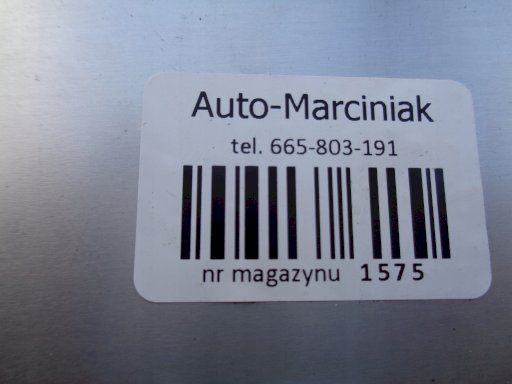 Auto-Marciniak
tel. 665-803-191
nr magazynu 1575